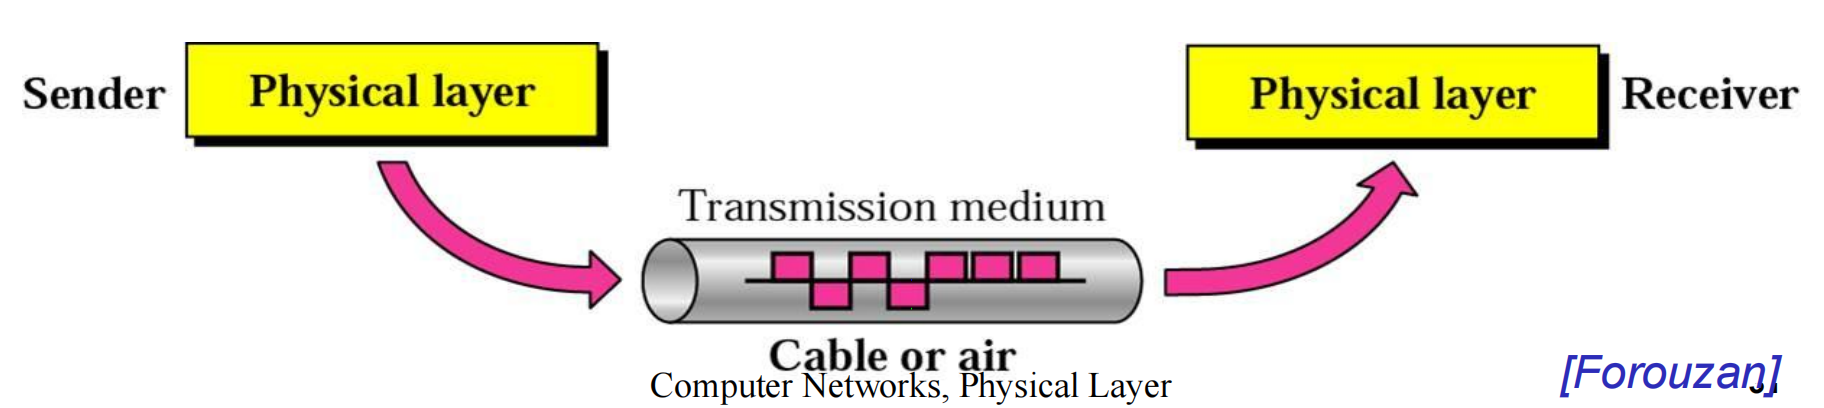 Sender
Physical layer
Physical layer
Receiver
Transmission medium
Cable or air
Computer Networks, Physical Layer
[Forouzan]